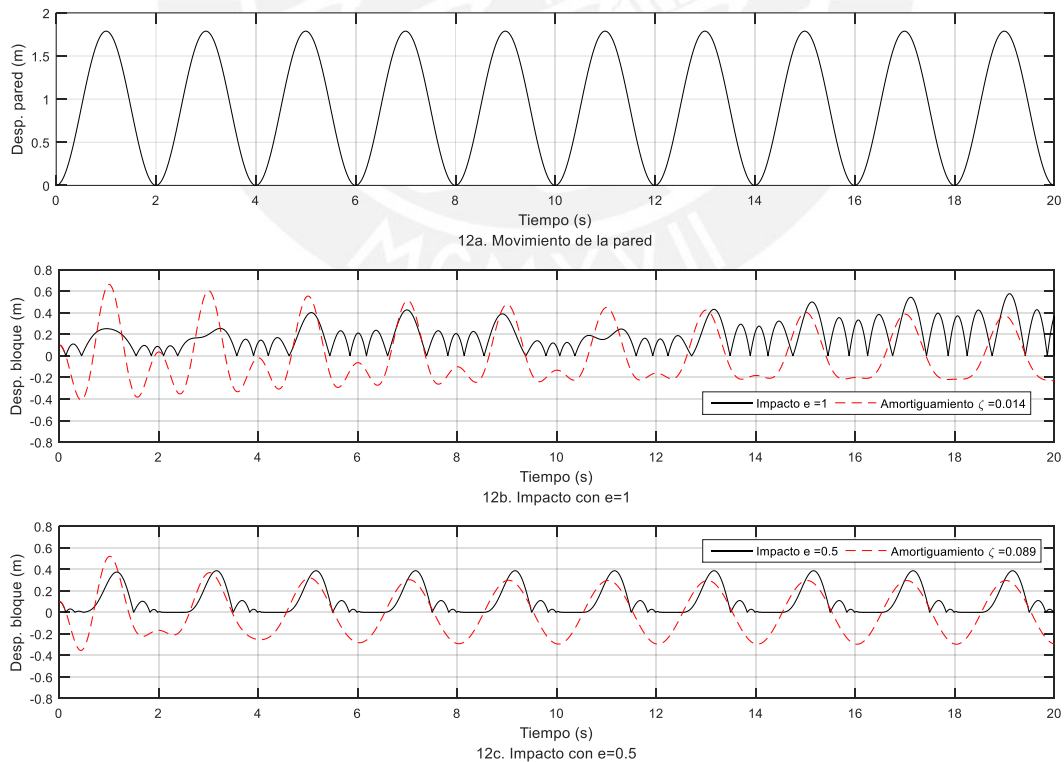 Desp. pared (m)
2
1.5
1
0.5
0
0 2 4 6 8 10 12 14 16 18 20
Tiempo (s)
12a. Movimiento de la pared
MCMXVII
Desp. bloque (m)
0.8
0.6
0.4
0.2
0
-0.2
-0.4
-0.6
-0.8
Impacto e =1 Amortiguamiento ζ =0.014
0 2 4 6 8 10 12 14 16 18 20
Tiempo (s)
12b. Impacto con e=1
Desp. bloque (m)
0.8
0.6
0.4
0.2
0
-0.2
-0.4
-0.6
-0.8
Impacto e =0.5 Amortiguamiento ζ =0.089
0 2 4 6 8 10 12 14 16 18 20
Tiempo (s)
12c. Impacto con e=0.5